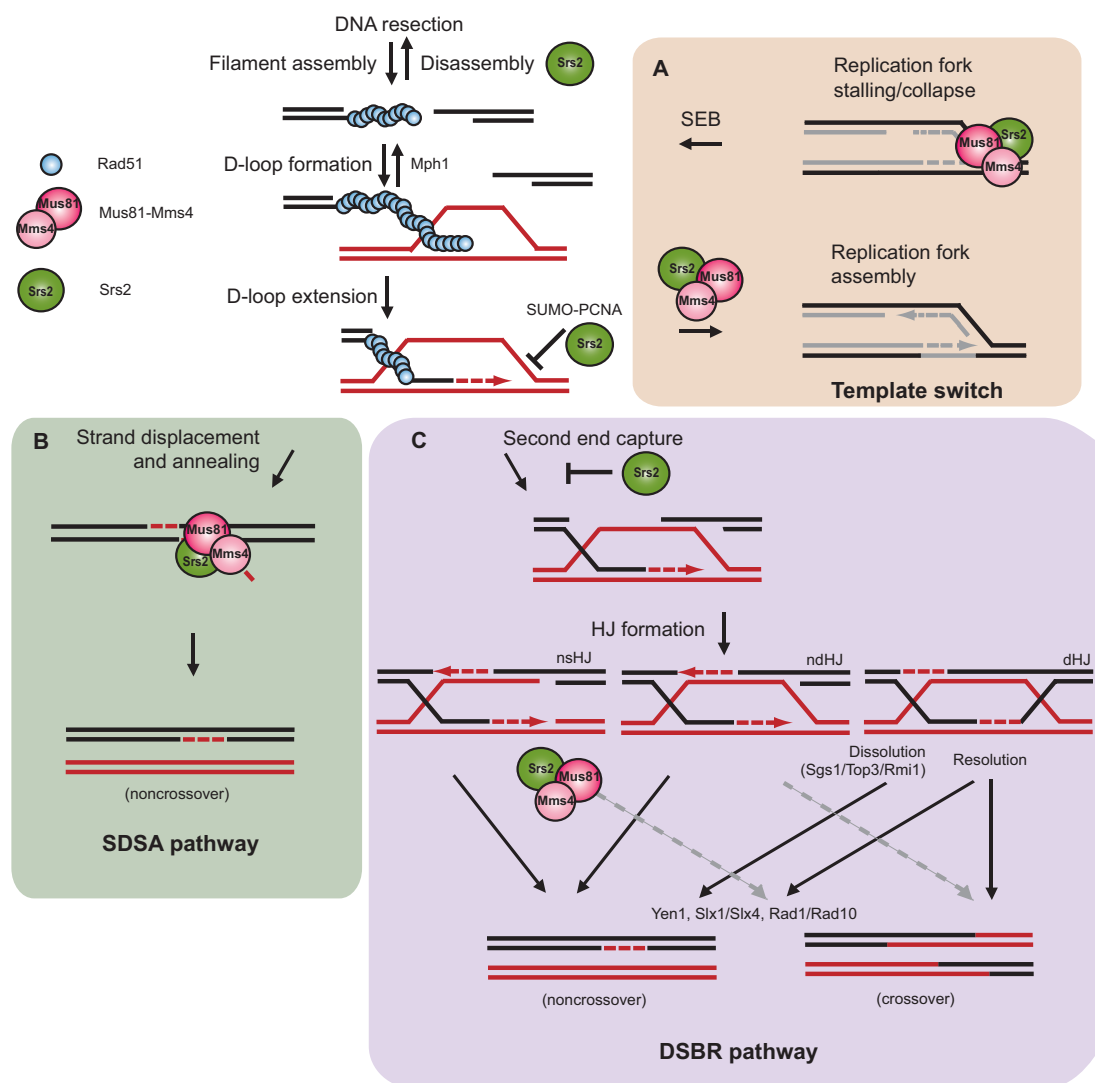 DNA resection
Filament assembly
Disassembly
Srs2
D-loop formation
Mph1
Rad51
Mus81
Mms4
Mus81-Mms4
Srs2
Srs2
D-loop extension
SUMO-PCNA
Srs2
A
Replication fork
stalling/collapse
SEB
Mus81
Srs2
Mms4
Replication fork
assembly
Srs2
Mus81
Mms4
Template switch
B
Strand displacement
and annealing
Mus81
Srs2
Mms4
(noncrossover)
SDSA pathway
C
Second end capture
Srs2
HJ formation
nsHJ
ndHJ
dHJ
Srs2
Mus81
Mms4
Dissolution
(Sgs1/Top3/Rmi1)
Resolution
Yen1, Slx1/Slx4, Rad1/Rad10
(noncrossover)
(crossover)
DSBR pathway